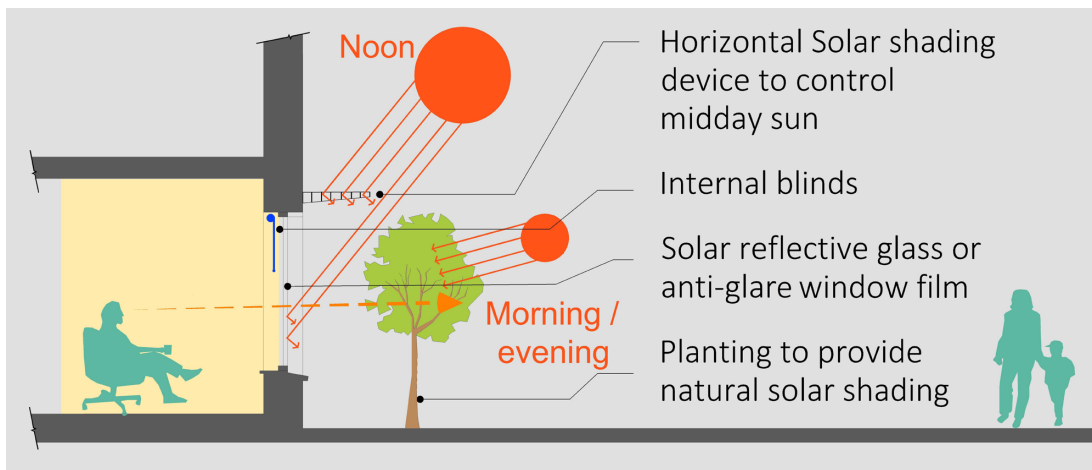 Noon
Horizontal Solar shading
device to control
midday sun
Internal blinds
Solar reflective glass or
anti-glare window film
Morning /
evening
Planting to provide
natural solar shading